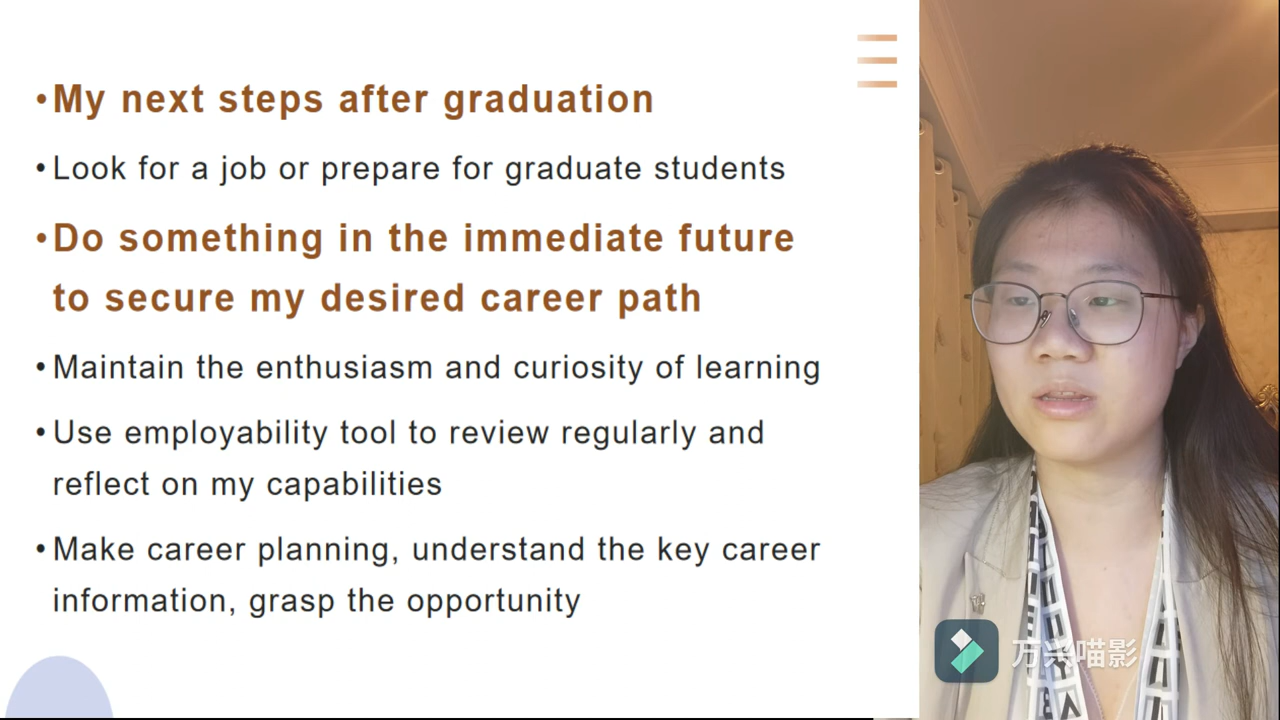 •My next steps after graduation
•Look for a job or prepare for graduate students
•Do something in the immediate future
to secure my desired career path
•Maintain the enthusiasm and curiosity of learning
•Use employability tool to review regularly and
reflect on my capabilities
•Make career planning, understand the key career
information, grasp the opportunity
万兴喵影